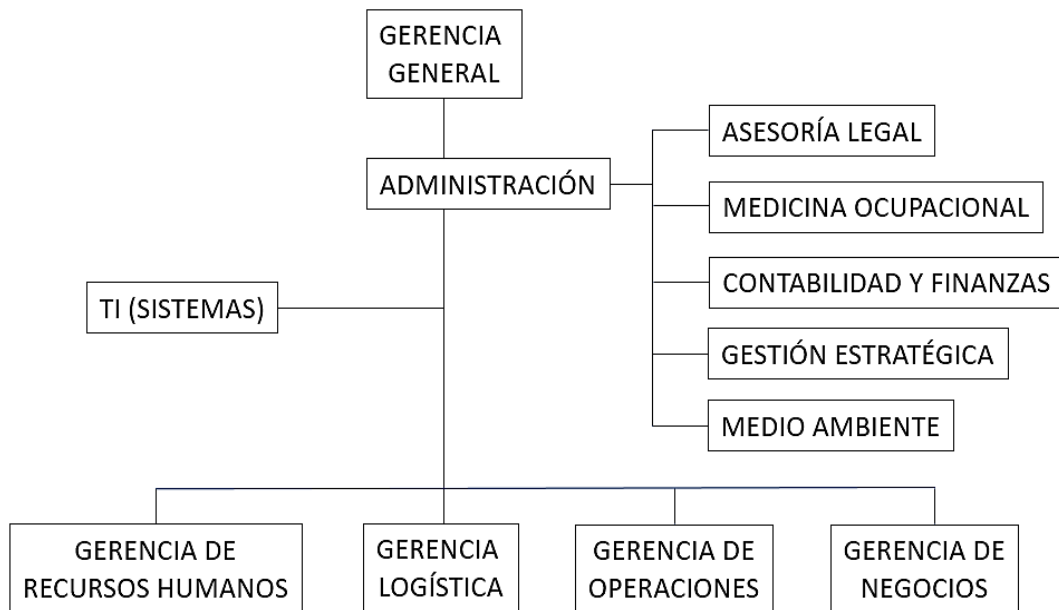 GERENCIA
GENERAL
ADMINISTRACIÓN
ASESORÍA LEGAL
MEDICINA OCUPACIONAL
CONTABILIDAD Y FINANZAS
GESTIÓN ESTRATÉGICA
MEDIO AMBIENTE
TI (SISTEMAS)
GERENCIA DE
RECURSOS HUMANOS
GERENCIA
LOGÍSTICA
GERENCIA DE
OPERACIONES
GERENCIA DE
NEGOCIOS